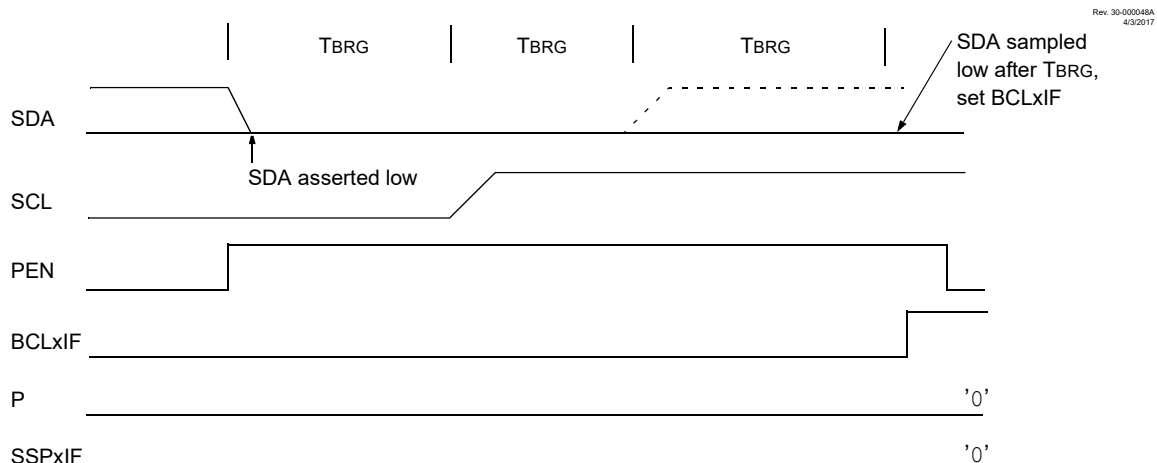 Rev. 30-000048A
4/3/2017
TBRG
TBRG
TBRG
SDA sampled
low after TBRG,
set BCLxIF
SDA
SDA asserted low
SCL
PEN
BCLxIF
P
'0'
SSPxIF
'0'